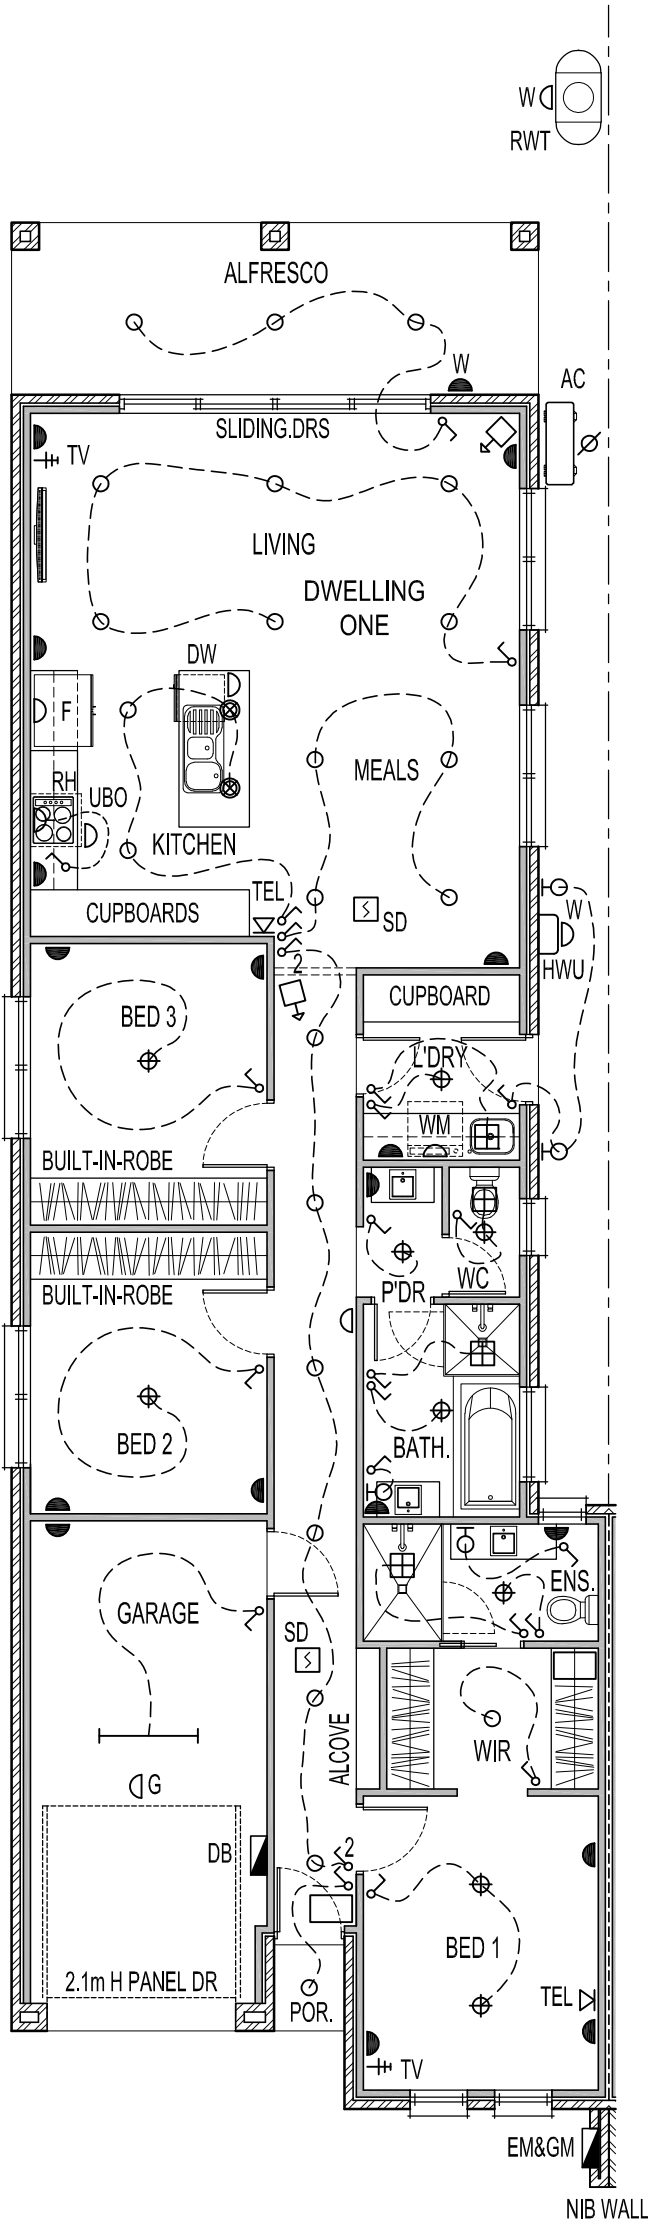 W
RWT
ALFRESCO
W
AC
SLIDING.DRS
TV
LIVING
DWELLING
ONE
DW
F
MEALS
RH
UBO
KITCHEN
TEL
CUPBOARDS
SD
W
HWU
2
CUPBOARD
BED 3
L'DRY
WM
BUILT-IN-ROBE
P'DR
WC
BUILT-IN-ROBE
BED 2
BATH.
ENS.
GARAGE
SD
ALCOVE
WIR
G
DB
2
BED 1
2.1m H PANEL DR
POR.
TEL
TV
EM&GM
NIB WALL